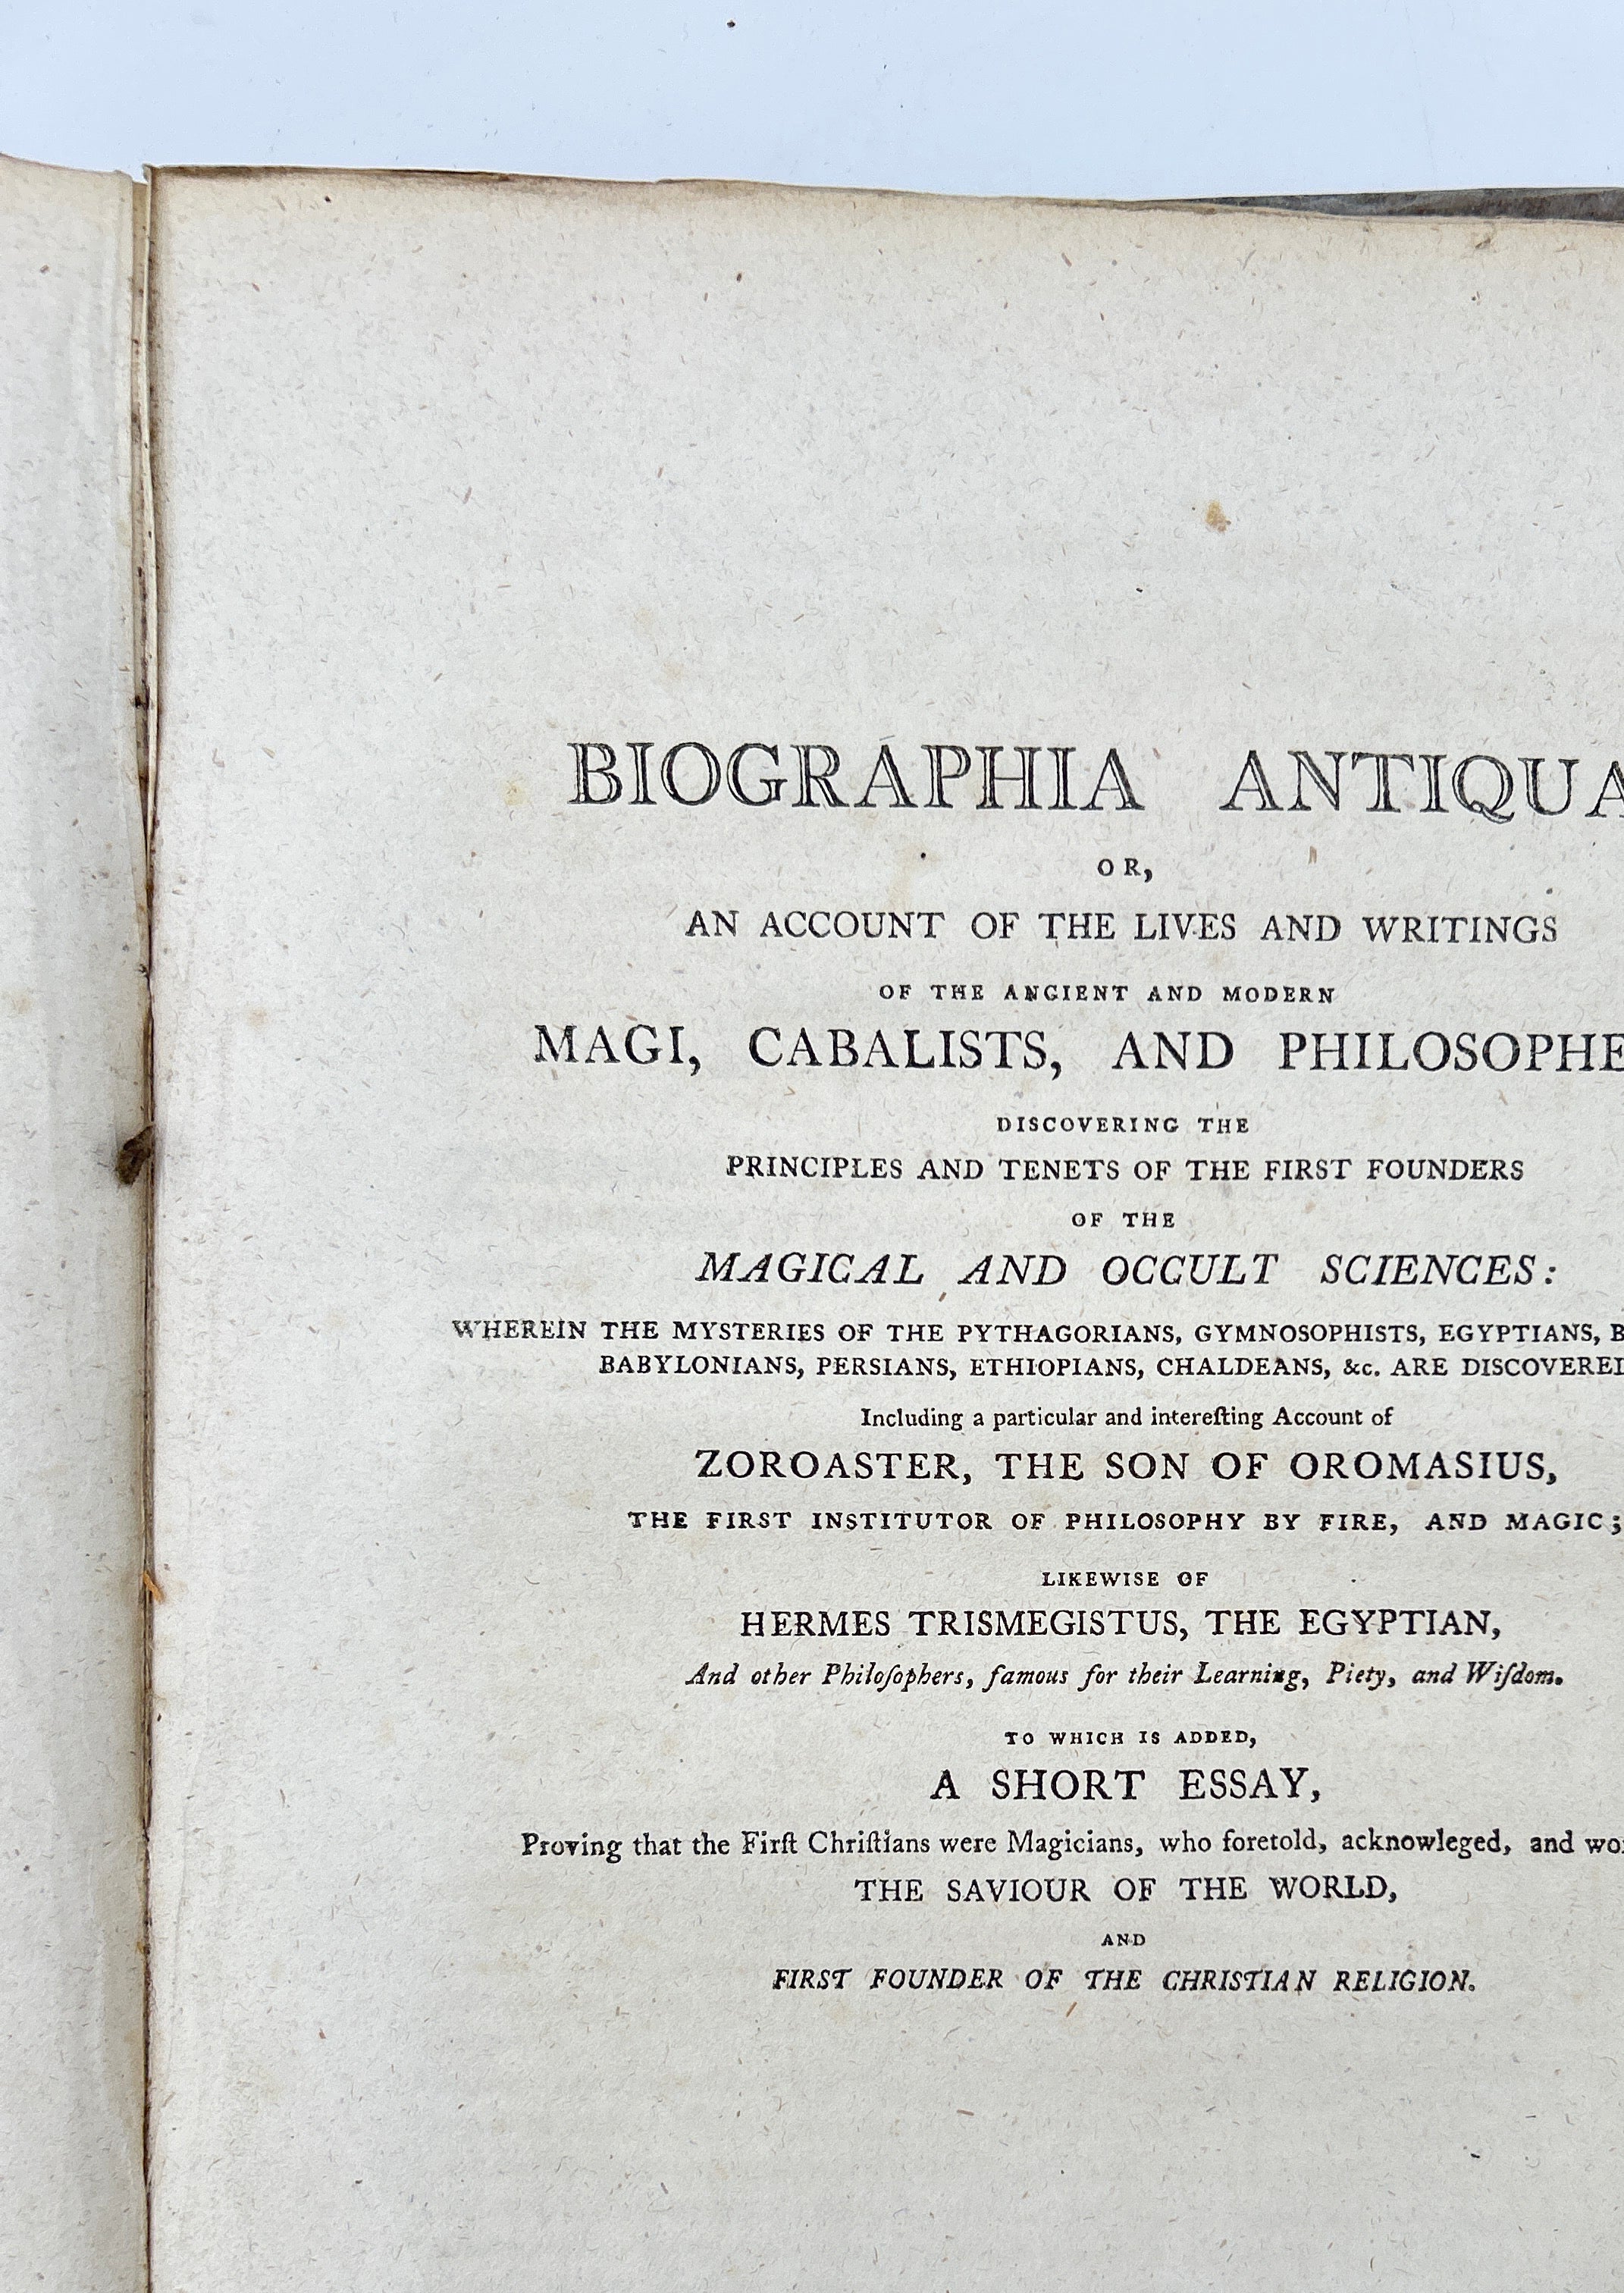 BIOGRAPHIA ANTIQUA
OR,
AN ACCOUNT OF THE LIVES AND WRITINGS
OF THE ANCIENT AND MODERN
MAGI, CABALISTS, AND PHILOSOPHE
DISCOVERING THE
PRINCIPLES AND TENETS OF THE FIRST FOUNDERS
OF THE
MAGICAL AND OCCULT SCIENCES:
WHEREIN THE MYSTERIES OF THE PYTHAGORIANS, GYMNOSOPHISTS, EGYPTIANS, B
BABYLONIANS, PERSIANS, ETHIOPIANS, CHALDEANS, &c. ARE DISCOVERED
Including a particular and intereſting Account of
ZOROASTER, THE SON OF OROMASIUS,
THE FIRST INSTITUTOR OF PHILOSOPHY BY FIRE, AND MAGIC;
LIKEWISE OF
HERMES TRISMEGISTUS, THE EGYPTIAN,
And other Philoſophers, famous for their Learning, Piety, and Wiſdom.
TO WHICH IS ADDED,
A SHORT ESSAY,
Proving that the Firſt Chriſtians were Magicians, who foretold, acknowleged, and wo
THE SAVIOUR OF THE WORLD,
AND
FIRST FOUNDER OF THE CHRISTIAN RELIGION.